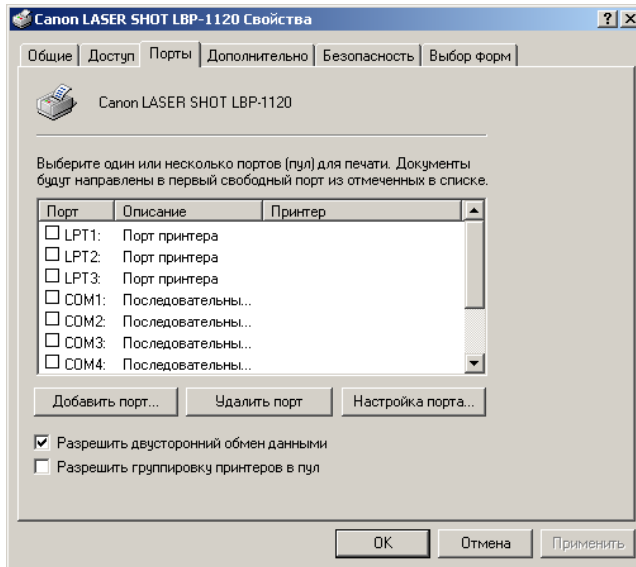 Canon LASER SHOT LBP-1120 Свойства
Общие Доступ Порты Дополнительно Безопасность Выбор форм
Canon LASER SHOT LBP-1120
Выберите один или несколько портов (пул) для печати. Документы
будут направлены в первый свободный порт из отмеченных в списке.
Порт Описание Принтер
LPT1: Порт принтера
LPT2: Порт принтера
LPT3: Порт принтера
COM1: Последовательны...
COM2: Последовательны...
COM3: Последовательны...
COM4: Последовательны...
Добавить порт... Удалить порт Настройка порта...
Разрешить двусторонний обмен данными
Разрешить группировку принтеров в пул
OK Отмена Применить